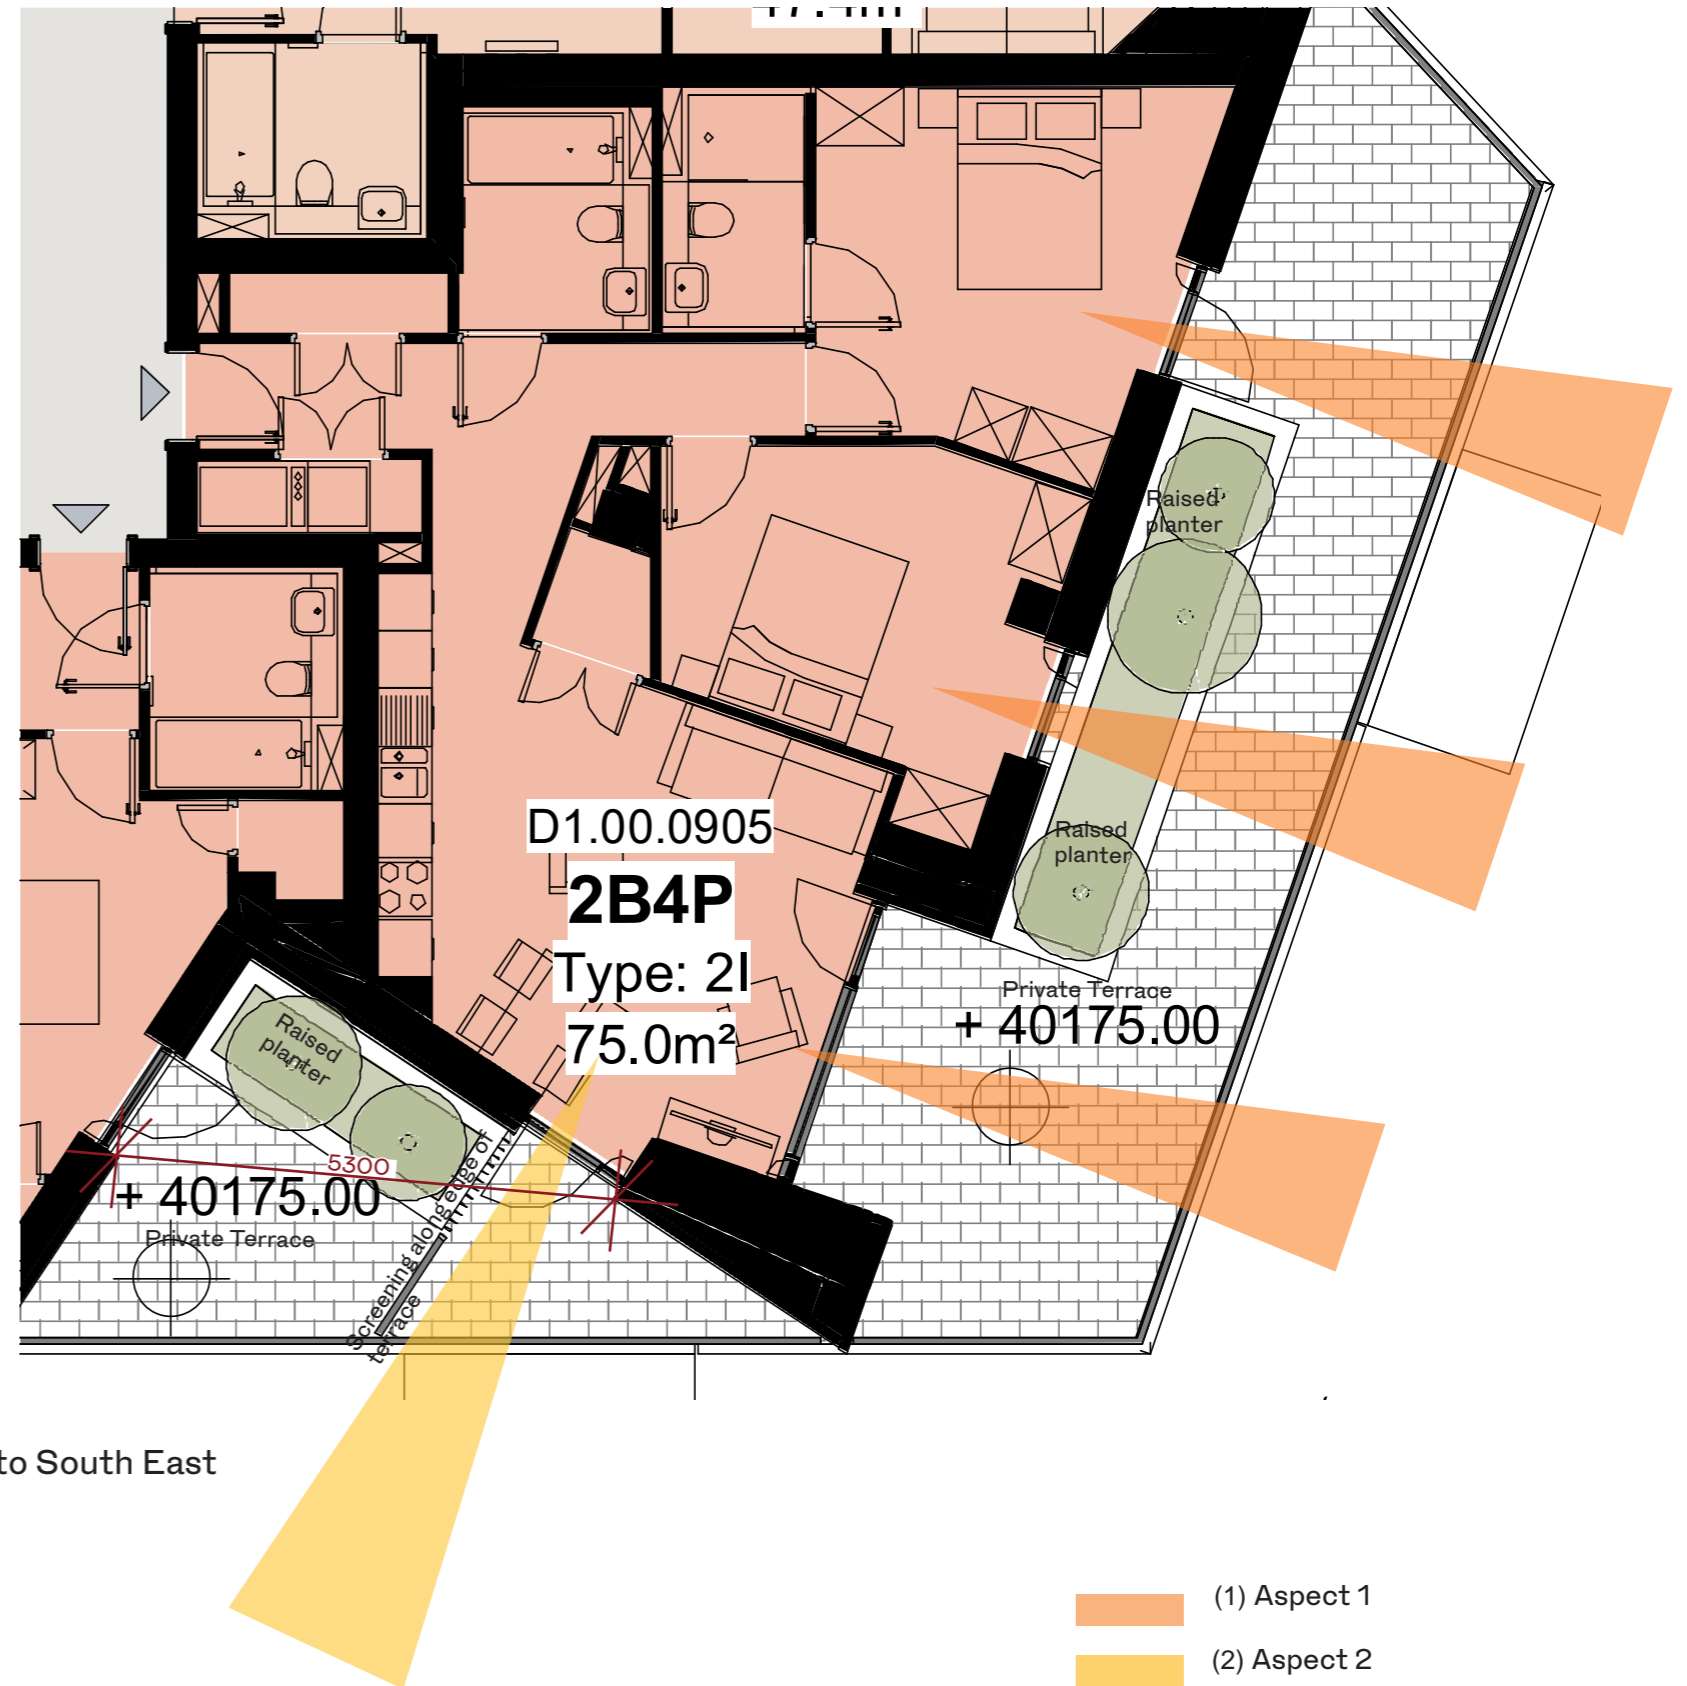 D1.00.0905
2B4P
Type: 2I
75.0m²
Raised
planter
Raised
planter
Private Terrace
+ 40175.00
Raised
planter
5300
+ 40175.00
Private Terrace
Screening along edge of
terrace
to South East
(1) Aspect 1
(2) Aspect 2